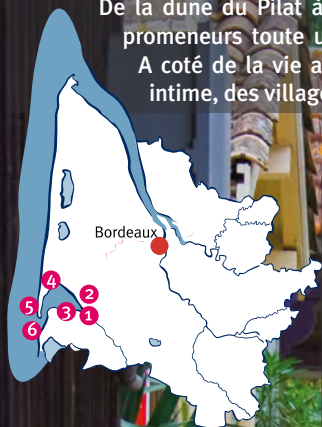 De la dune du Pilat à
promeneurs toute u
A coté de la vie a
intime, des village
Bordeaux
4
2
5
3
1
6